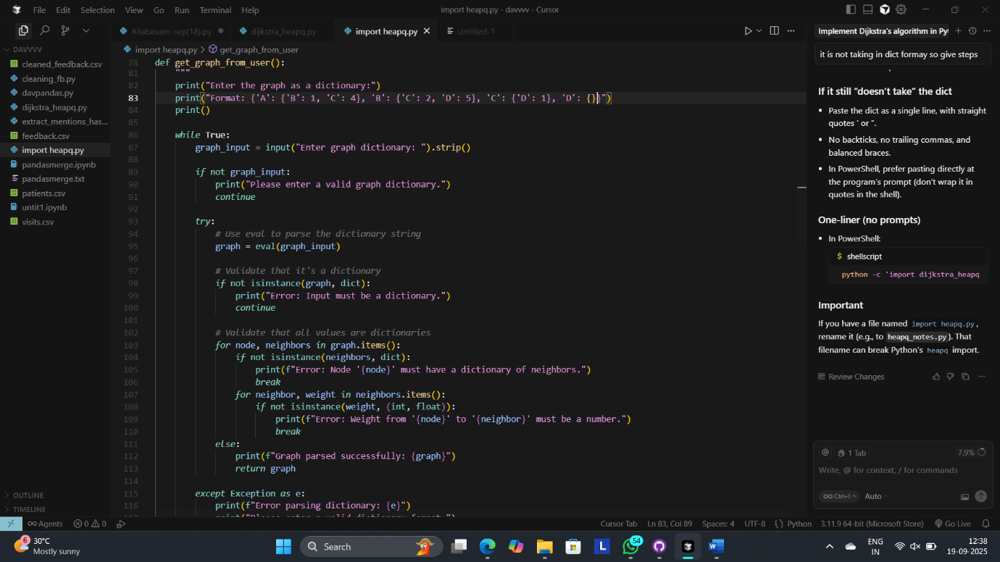 File Edit Selection View Go Run Terminal Help
import heapq.py - davvvv - Cursor
Ailabexam-sep(18).py
dijkstra_heapq.py
import heapq.py
Untitled-1
DAVVVV
cleaned_feedback.csv
cleaning_fb.py
davpandas.py
dijkstra_heapq.py
extract_mentions_has...
feedback.csv
import heapq.py
pandasmerge.ipynb
pandasmerge.txt
patients.csv
untit1.ipynb
visits.csv
OUTLINE
TIMELINE
import heapq.py > get_graph_from_user
78 def get_graph_from_user():
81 """
82 print("Enter the graph as a dictionary:")
83 print("Format: {'A': {'B': 1, 'C': 4}, 'B': {'C': 2, 'D': 5}, 'C': {'D': 1}, 'D': {}}")
84 print()
85
86 while True:
87 graph_input = input("Enter graph dictionary: ").strip()
88
89 if not graph_input:
90 print("Please enter a valid graph dictionary.")
91 continue
92
93 try:
94 # Use eval to parse the dictionary string
95 graph = eval(graph_input)
96
97 # Validate that it's a dictionary
98 if not isinstance(graph, dict):
99 print("Error: Input must be a dictionary.")
100 continue
101
102 # Validate that all values are dictionaries
103 for node, neighbors in graph.items():
104 if not isinstance(neighbors, dict):
105 print(f"Error: Node '{node}' must have a dictionary of neighbors.")
106 break
107 for neighbor, weight in neighbors.items():
108 if not isinstance(weight, (int, float)):
109 print(f"Error: Weight from '{node}' to '{neighbor}' must be a number.")
110 break
111 else:
112 print(f"Graph parsed successfully: {graph}")
113 return graph
114
115 except Exception as e:
116 print(f"Error parsing dictionary: {e}")
Implement Dijkstra's algorithm in Pyt
it is not taking in dict formay so give steps
If it still “doesn’t take” the dict
• Paste the dict as a single line, with straight
quotes ' or ".
• No backticks, no trailing commas, and
balanced braces.
• In PowerShell, prefer pasting directly at
the program’s prompt (don’t wrap it in
quotes in the shell).
One-liner (no prompts)
• In PowerShell:
$ shellscript
python -c "import dijkstra_heapq
Important
If you have a file named import heapq.py,
rename it (e.g., to heapq_notes.py). That
filename can break Python’s heapq import.
Review Changes
@ 1 Tab 7.9%
Write, @ for context, / for commands
∞ Ctrl+I Auto
∞ Agents 0 0
Cursor Tab Ln 83, Col 89 Spaces: 4 UTF-8 {} Python 3.11.9 64-bit (Microsoft Store) Go Live
6 30°C
Mostly sunny
Search
L
54
W
ENG
IN
12:38
19-09-2025